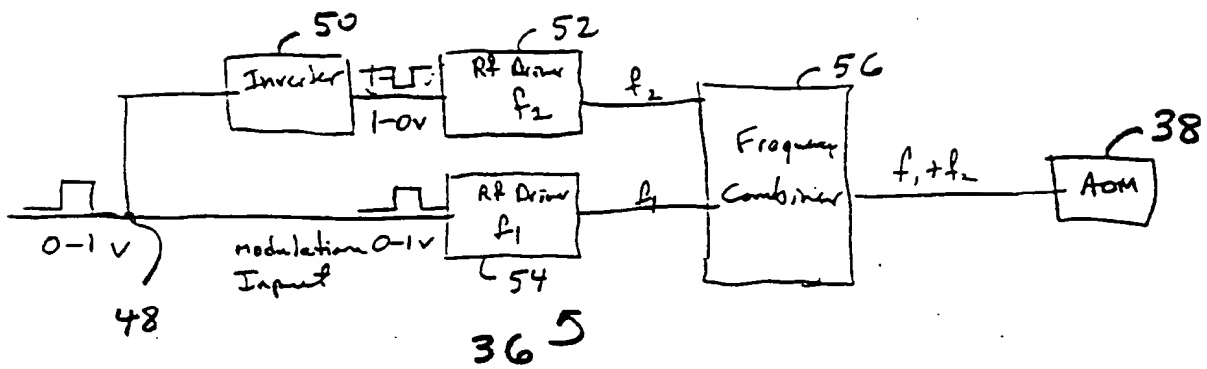 50
52
56
38
Inverter
1-0v
Rf Driver
f₂
f₂
Frequency
Combiner
f₁+f₂
AOM
0-1 v
48
Modulation
Input
0-1v
Rf Driver
f₁
54
f₁
36
5